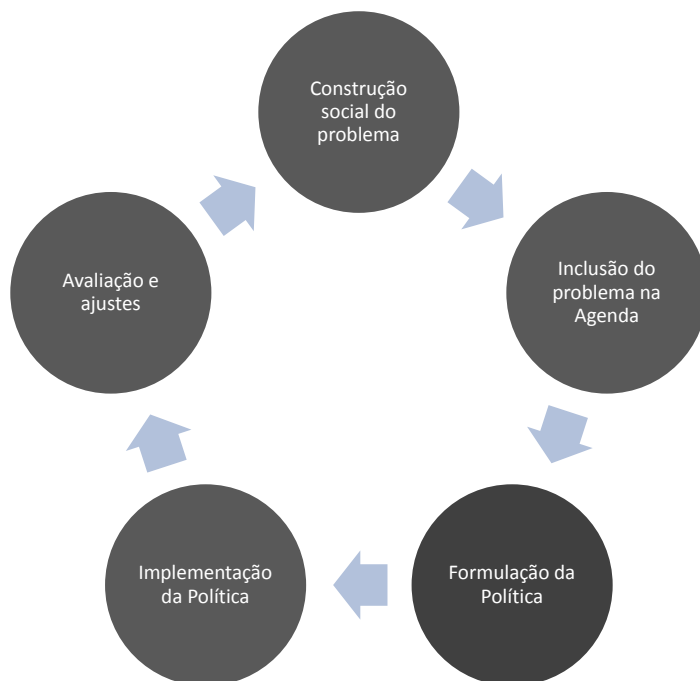 Construção
social do
problema
Inclusão do
problema na
Agenda
Formulação da
Política
Implementação
da Política
Avaliação e
ajustes